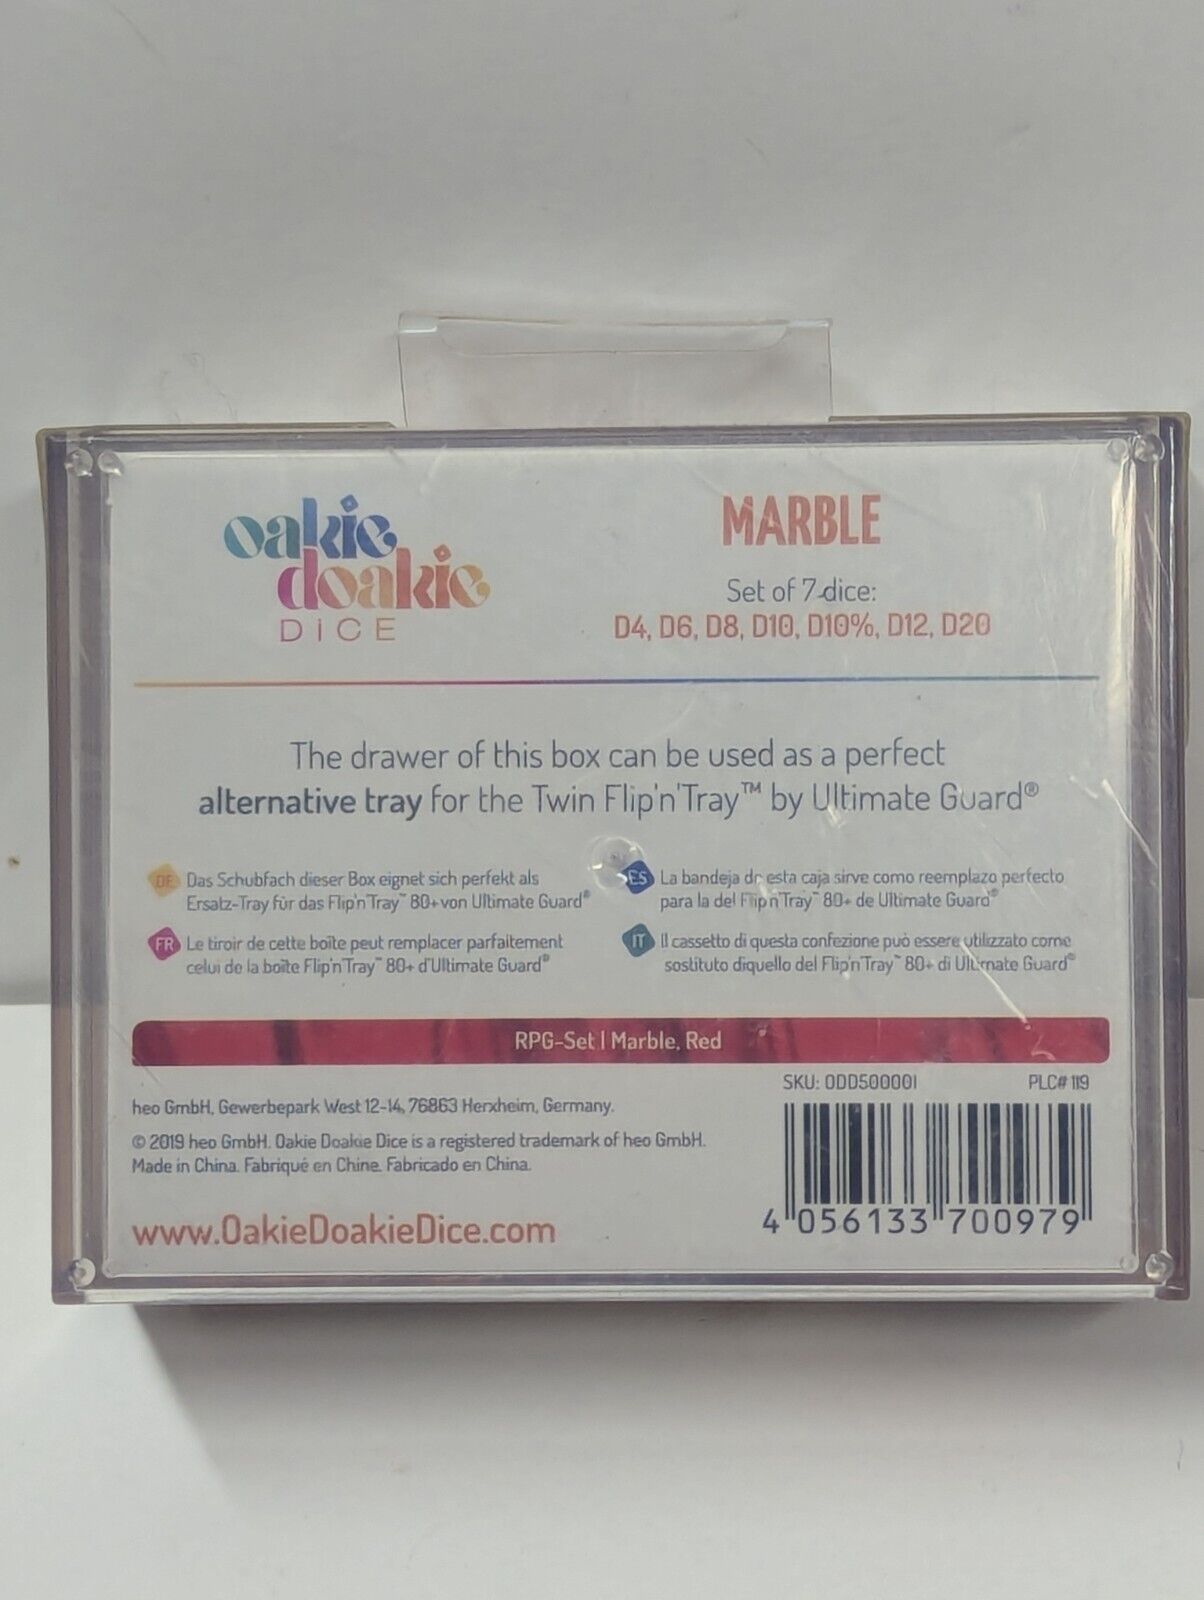 oakie
doakie
DiCE
MARBLE
Set of 7 dice:
D4, D6, D8, D10, D10%, D12, D20
The drawer of this box can be used as a perfect
alternative tray for the Twin Flip'n'Tray™ by Ultimate Guard®
DE Das Schubfach dieser Box eignet sich perfekt als
Ersatz-Tray für das Flip'n'Tray™ 80+ von Ultimate Guard®
FR Le tiroir de cette boîte peut remplacer parfaitement
celui de la boîte Flip'n'Tray™ 80+ d'Ultimate Guard®
ES La bandeja de esta caja sirve como reemplazo perfecto
para la del Flip'n'Tray™ 80+ de Ultimate Guard®
IT Il cassetto di questa confezione può essere utilizzato come
sostituto diquello del Flip'n'Tray™ 80+ di Ultimate Guard®
RPG-Set | Marble, Red
heo GmbH, Gewerbepark West 12-14, 76863 Herxheim, Germany.
© 2019 heo GmbH. Oakie Doakie Dice is a registered trademark of heo GmbH.
Made in China. Fabriqué en Chine. Fabricado en China.
www.OakieDoakieDice.com
SKU: ODD500001
PLC# 119
4 056133 700979